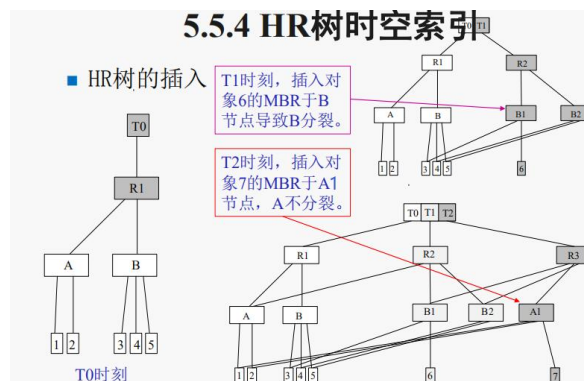 5.5.4 HR树时空索引
HR树的插入
T1时刻，插入对
象6的MBR于B
节点导致B分裂。
T2时刻，插入对
象7的MBR于A1
节点，A不分裂。
T0
R1
A B
1 2 3 4 5
T0时刻
T0 T1
R1 R2
A B B1 B2
1 2 3 4 5 6
T0 T1 T2
R1 R2 R3
A B B1 B2 A1
1 2 3 4 5 6 7